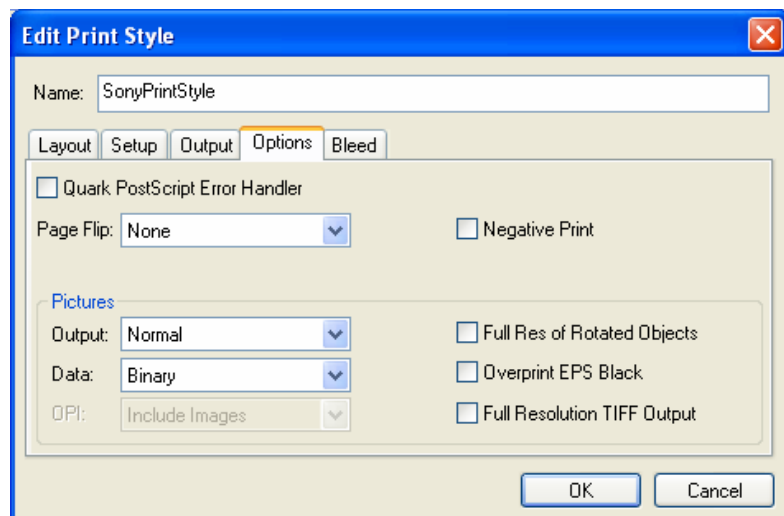 Edit Print Style
Name: SonyPrintStyle
Layout Setup Output Options Bleed
Quark PostScript Error Handler
Page Flip: None Negative Print
Pictures
Output: Normal Full Res of Rotated Objects
Data: Binary Overprint EPS Black
OPI: Include Images Full Resolution TIFF Output
OK Cancel